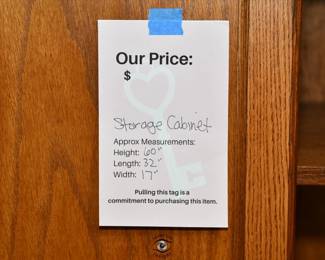 Our Price:
$
Storage Cabinet
Approx Measurements:
Height: 60"
Length: 32"
Width: 17"
Pulling this tag is a
commitment to purchasing this item.